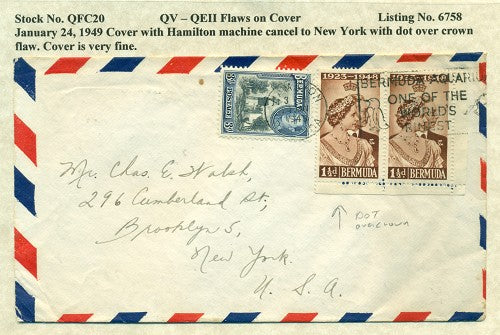 Stock No. QFC20 QV – QEII Flaws on Cover Listing No. 6758
January 24, 1949 Cover with Hamilton machine cancel to New York with dot over crown
flaw. Cover is very fine.
BERMUDA
1923-1948
BERMUDA AQUARIUM
ONE OF THE
WORLD'S
FINEST
1½d BERMUDA
1½d BERMUDA
Mr. Chas. E. Walsh,
296 Cumberland St.,
Brooklyn 5,
New York.
U. S. A.
DOT
over crown